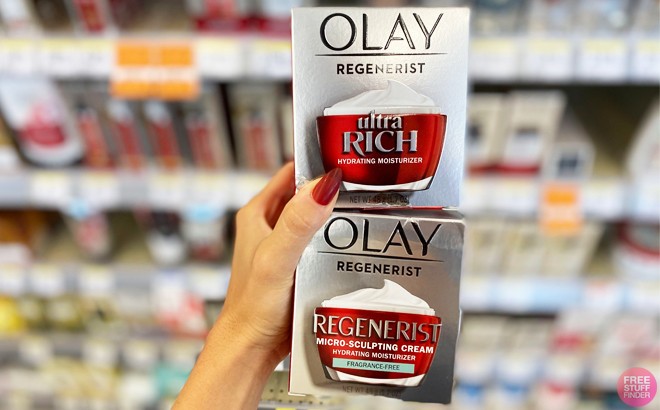 OLAY
REGENERIST
ultra
RICH
HYDRATING MOISTURIZER
OLAY
REGENERIST
REGENERIST
MICRO-SCULPTING CREAM
HYDRATING MOISTURIZER
FRAGRANCE-FREE
FREE
STUFF
FINDER